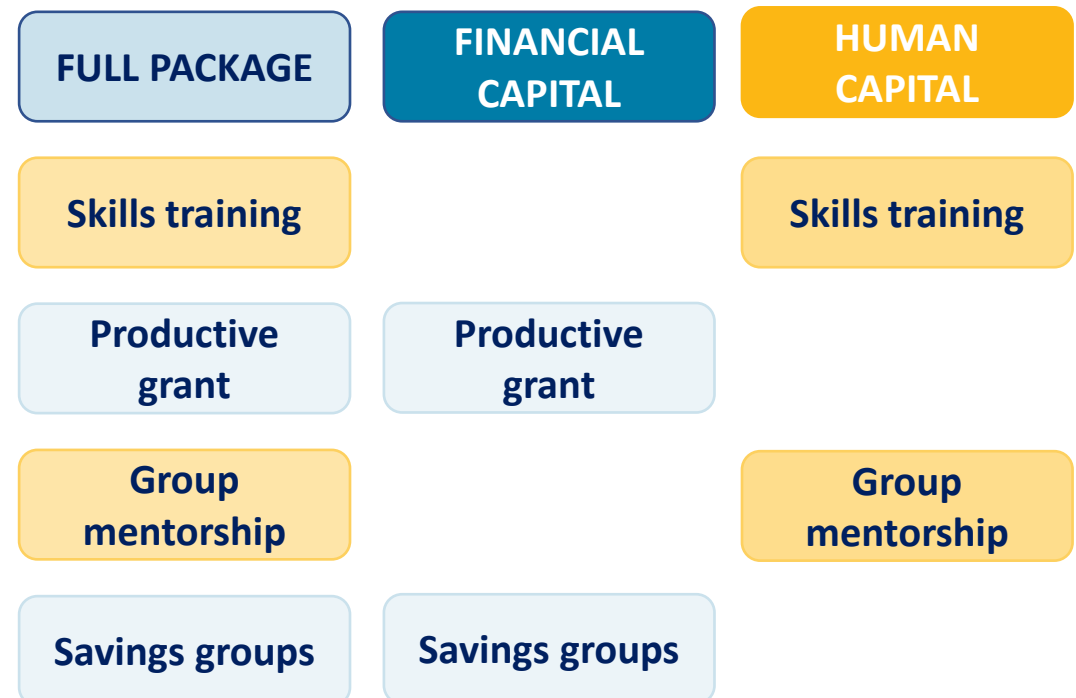 FULL PACKAGE
FINANCIAL
CAPITAL
HUMAN
CAPITAL
Skills training
Skills training
Productive
grant
Productive
grant
Group
mentorship
Group
mentorship
Savings groups
Savings groups